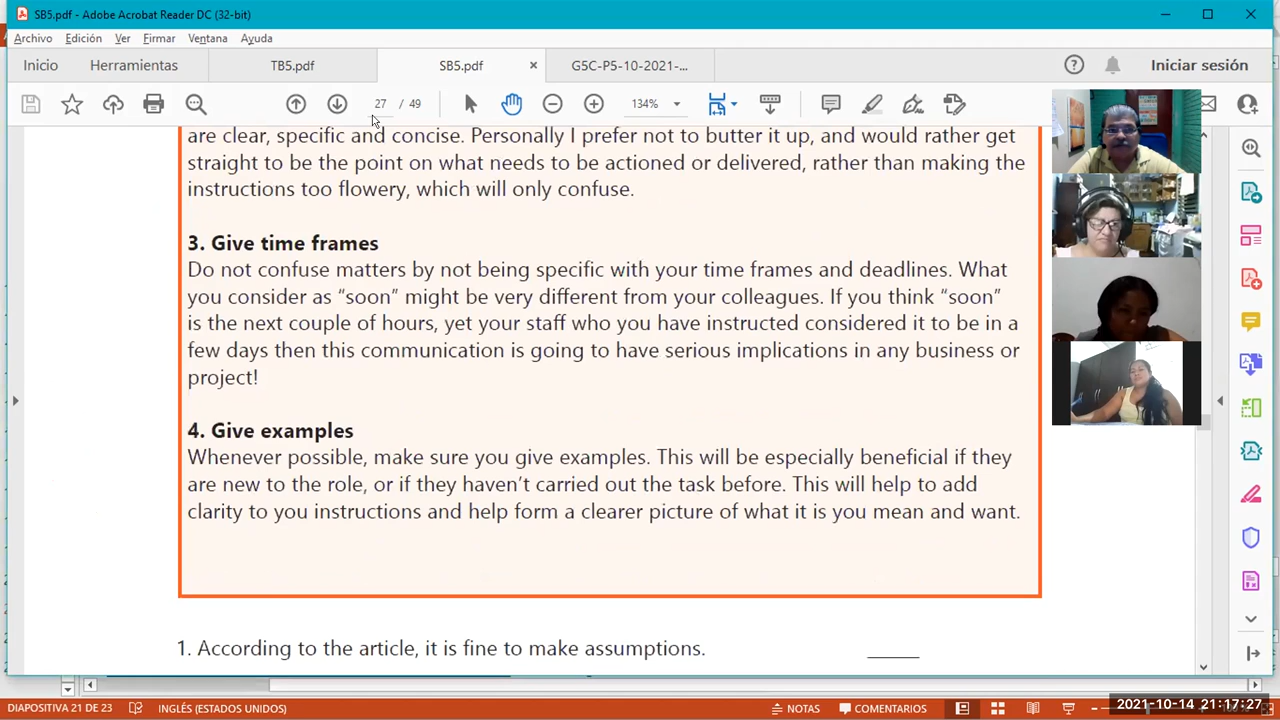 SB5.pdf - Adobe Acrobat Reader DC (32-bit)
Archivo Edición Ver Firmar Ventana Ayuda
Inicio Herramientas TB5.pdf SB5.pdf × G5C-P5-10-2021-... Iniciar sesión
27 / 49 134%
are clear, specific and concise. Personally I prefer not to butter it up, and would rather get
straight to be the point on what needs to be actioned or delivered, rather than making the
instructions too flowery, which will only confuse.
3. Give time frames
Do not confuse matters by not being specific with your time frames and deadlines. What
you consider as “soon” might be very different from your colleagues. If you think “soon”
is the next couple of hours, yet your staff who you have instructed considered it to be in a
few days then this communication is going to have serious implications in any business or
project!
4. Give examples
Whenever possible, make sure you give examples. This will be especially beneficial if they
are new to the role, or if they haven’t carried out the task before. This will help to add
clarity to you instructions and help form a clearer picture of what it is you mean and want.
1. According to the article, it is fine to make assumptions. _____
DIAPOSITIVA 21 DE 23 INGLÉS (ESTADOS UNIDOS) NOTAS COMENTARIOS 2021-10-14 21:17:27